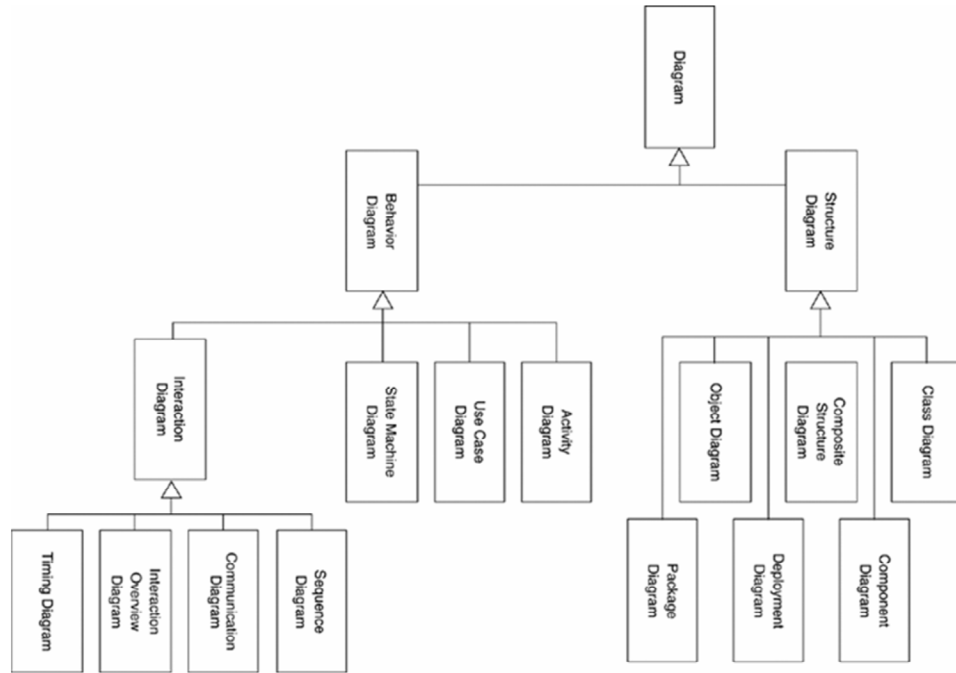 Diagram
Structure
Diagram
Behavior
Diagram
Class Diagram
Composite
Structure
Diagram
Object Diagram
Component
Diagram
Deployment
Diagram
Package
Diagram
Activity
Diagram
Use Case
Diagram
State Machine
Diagram
Interaction
Diagram
Sequence
Diagram
Communication
Diagram
Interaction
Overview
Diagram
Timing Diagram